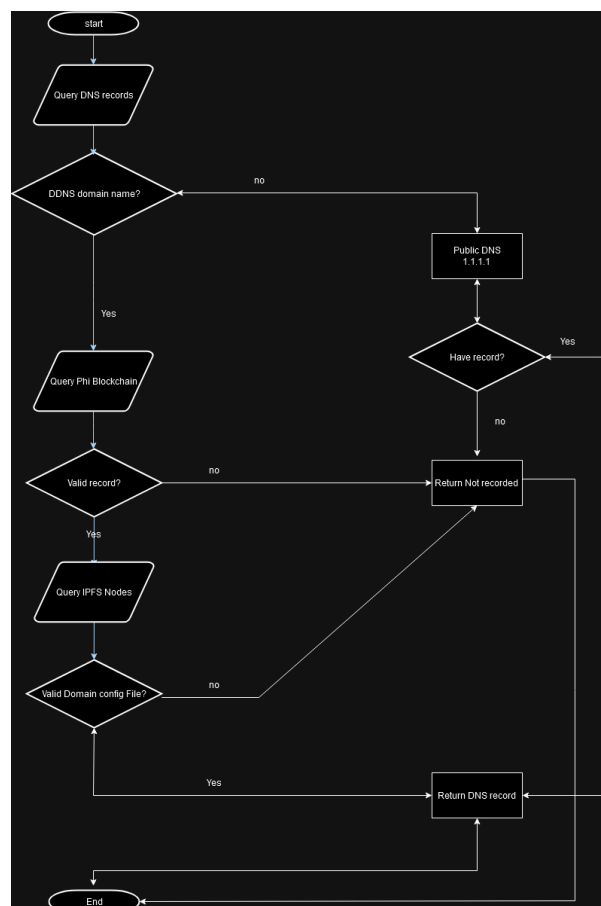 start
Query DNS records
DDNS domain name?
no
Public DNS
1.1.1.1
Yes
Have record?
Yes
Query Phi Blockchain
no
Valid record?
no
Return Not recorded
Yes
Query IPFS Nodes
Valid Domain config File?
no
Yes
Return DNS record
End